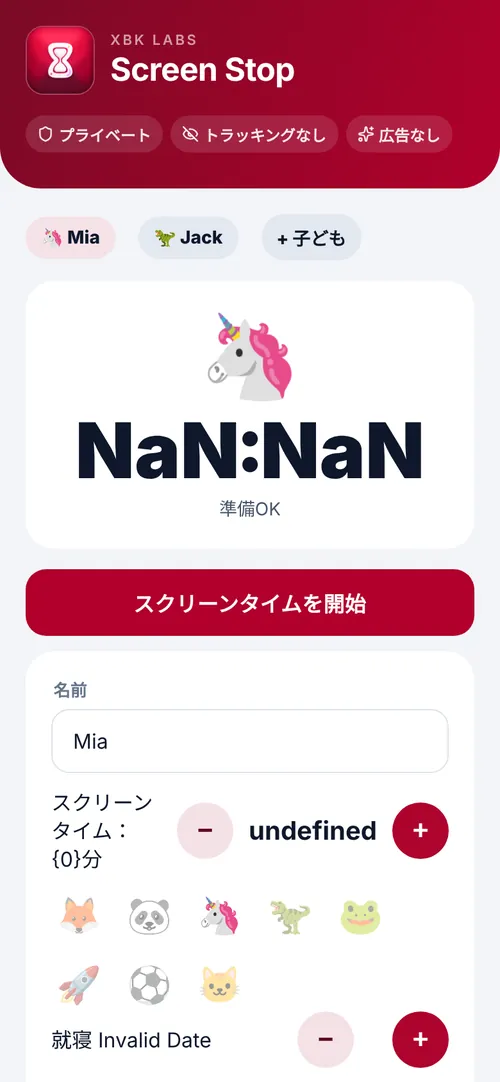 XBK LABS
Screen Stop
プライベート
トラッキングなし
広告なし
Mia
Jack
+ 子ども
NaN:NaN
準備OK
スクリーンタイムを開始
名前
Mia
スクリーン
タイム：
{0}分
−
undefined
+
就寝 Invalid Date
−
+